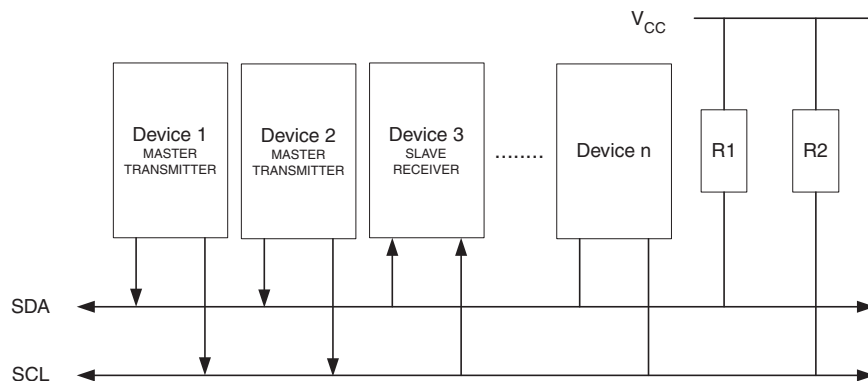 V_CC
Device 1
MASTER
TRANSMITTER
Device 2
MASTER
TRANSMITTER
Device 3
SLAVE
RECEIVER
........
Device n
R1
R2
SDA
SCL